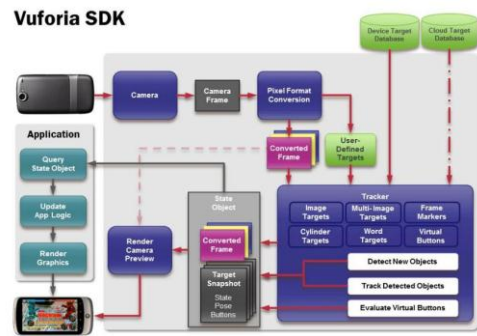 Vuforia SDK
Device Target
Database
Cloud Target
Database
Camera
Camera
Frame
Pixel Format
Conversion
Application
Query
State Object
Update
App Logic
Render
Graphics
Converted
Frame
User-
Defined
Targets
State
Object
Render
Camera
Preview
Converted
Frame
Target
Snapshot
State
Pose
Buttons
Tracker
Image
Targets
Multi-Image
Targets
Frame
Markers
Cylinder
Targets
Word
Targets
Virtual
Buttons
Detect New Objects
Track Detected Objects
Evaluate Virtual Buttons